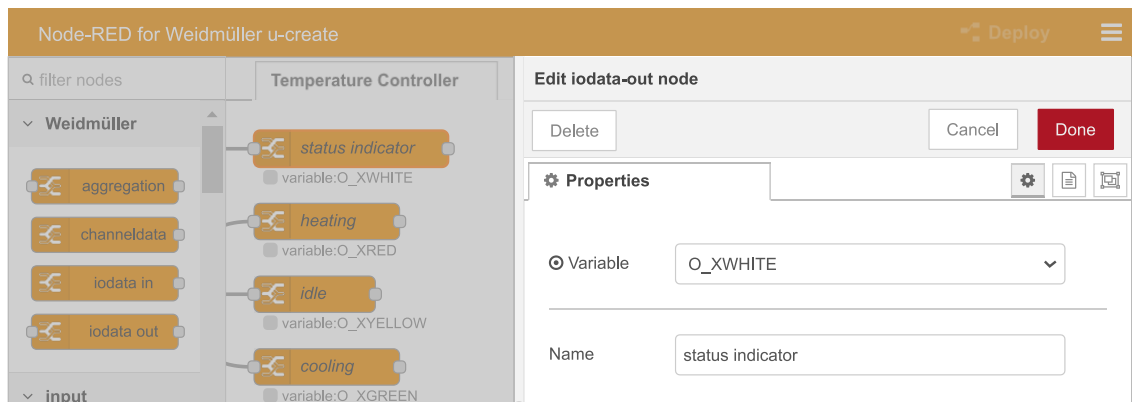 Node-RED for Weidmüller u-create
Deploy
filter nodes
Weidmüller
aggregation
channeldata
iodata in
iodata out
input
Temperature Controller
status indicator
variable:O_XWHITE
heating
variable:O_XRED
idle
variable:O_XYELLOW
cooling
variable:O_XGREEN
Edit iodata-out node
Delete
Cancel
Done
Properties
Variable
O_XWHITE
Name
status indicator